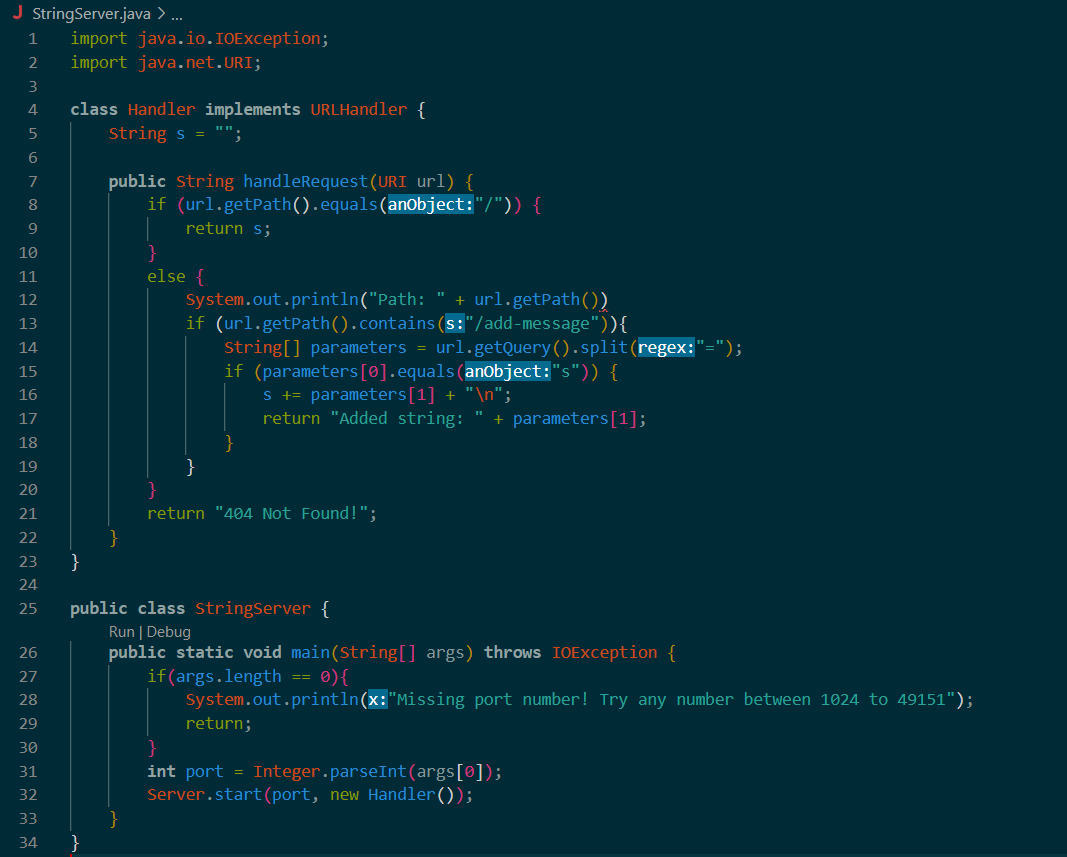 J StringServer.java > ...
1 import java.io.IOException;
2 import java.net.URI;
3
4 class Handler implements URLHandler {
5     String s = "";
6
7     public String handleRequest(URI url) {
8         if (url.getPath().equals(anObject:"/")) {
9             return s;
10         }
11         else {
12             System.out.println("Path: " + url.getPath())
13             if (url.getPath().contains(s:"/add-message")){
14                 String[] parameters = url.getQuery().split(regex:"=");
15                 if (parameters[0].equals(anObject:"s")) {
16                     s += parameters[1] + "\n";
17                     return "Added string: " + parameters[1];
18                 }
19             }
20         }
21         return "404 Not Found!";
22     }
23 }
24
25 public class StringServer {
Run | Debug
26     public static void main(String[] args) throws IOException {
27         if(args.length == 0){
28             System.out.println(x:"Missing port number! Try any number between 1024 to 49151");
29             return;
30         }
31         int port = Integer.parseInt(args[0]);
32         Server.start(port, new Handler());
33     }
34 }